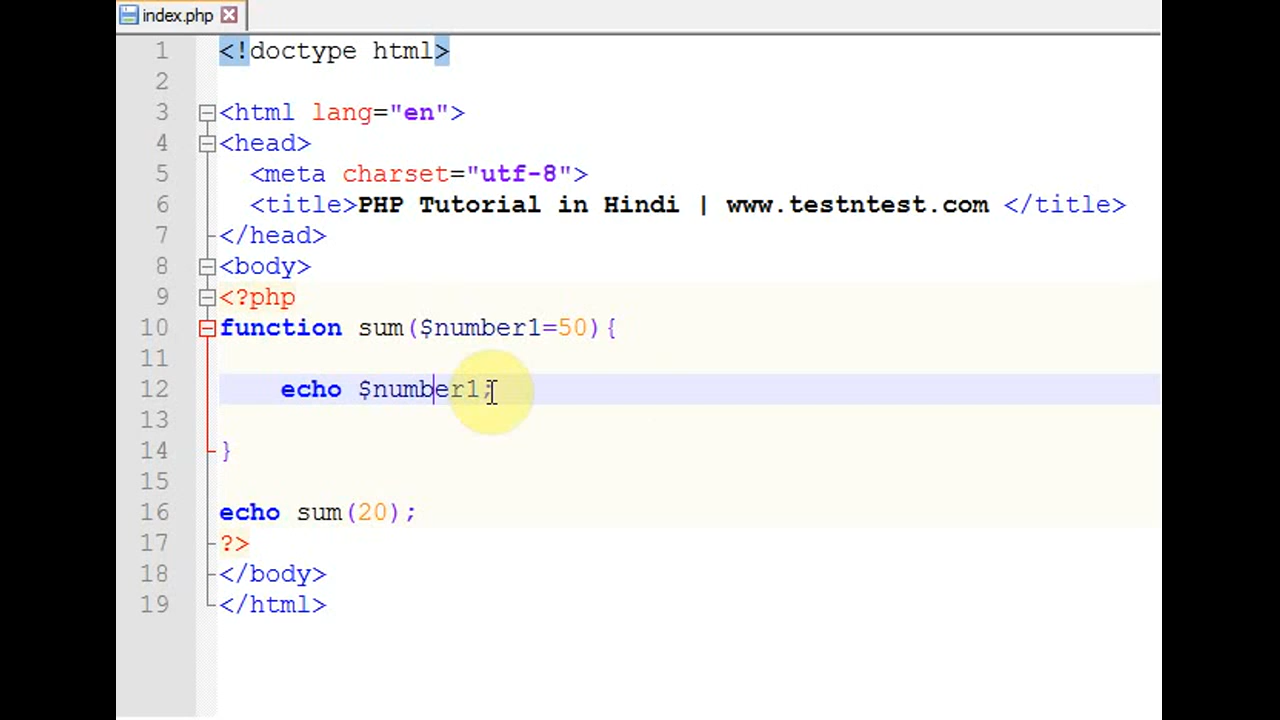 index.php
1 <!doctype html>
2
3 <html lang="en">
4 <head>
5 <meta charset="utf-8">
6 <title>PHP Tutorial in Hindi | www.testntest.com </title>
7 </head>
8 <body>
9 <?php
10 function sum($number1=50){
11
12 echo $number1;
13
14 }
15
16 echo sum(20);
17 ?>
18 </body>
19 </html>